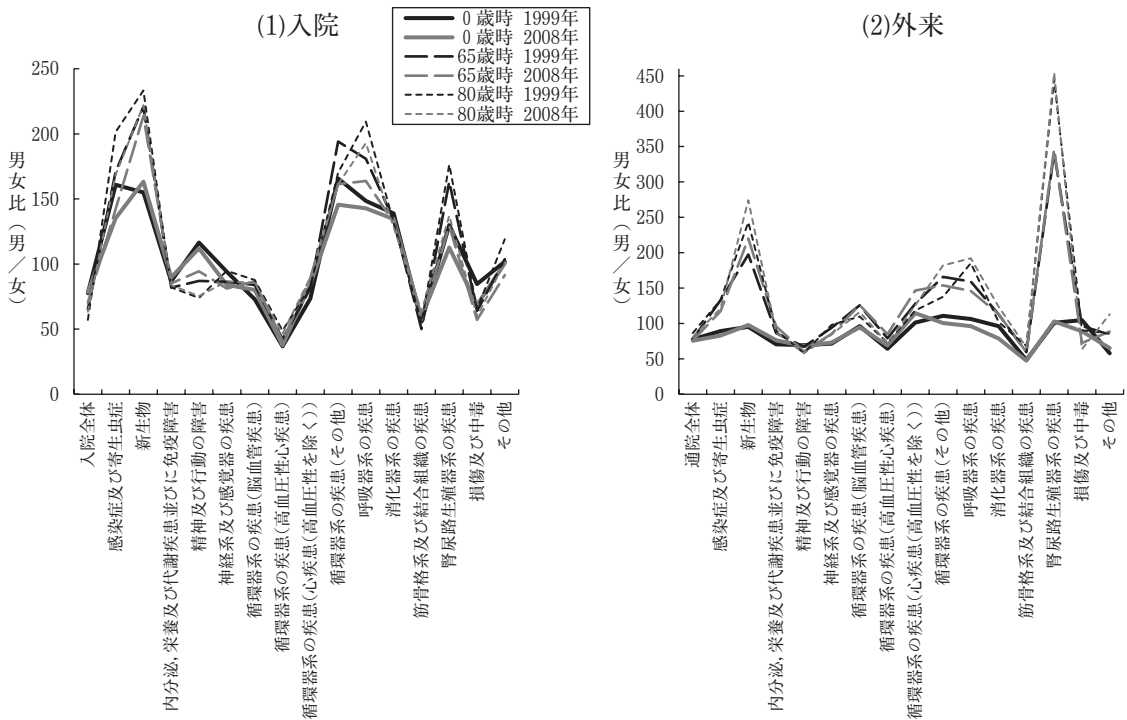 (1)入院
0歳時 1999年
0歳時 2008年
65歳時 1999年
65歳時 2008年
80歳時 1999年
80歳時 2008年
男女比(男/女)
250
200
150
100
50
0
入院全体
感染症及び寄生虫症
新生物
内分泌,栄養及び代謝疾患並びに免疫障害
精神及び行動の障害
神経系及び感覚器の疾患
循環器系の疾患(脳血管疾患)
循環器系の疾患(高血圧性心疾患)
循環器系の疾患(心疾患(高血圧性を除く))
循環器系の疾患(その他)
呼吸器系の疾患
消化器系の疾患
筋骨格系及び結合組織の疾患
腎尿路生殖器系の疾患
損傷及び中毒
その他
(2)外来
男女比(男/女)
450
400
350
300
250
200
150
100
50
0
通院全体
感染症及び寄生虫症
新生物
内分泌,栄養及び代謝疾患並びに免疫障害
精神及び行動の障害
神経系及び感覚器の疾患
循環器系の疾患(脳血管疾患)
循環器系の疾患(高血圧性心疾患)
循環器系の疾患(心疾患(高血圧性を除く))
循環器系の疾患(その他)
呼吸器系の疾患
消化器系の疾患
筋骨格系及び結合組織の疾患
腎尿路生殖器系の疾患
損傷及び中毒
その他